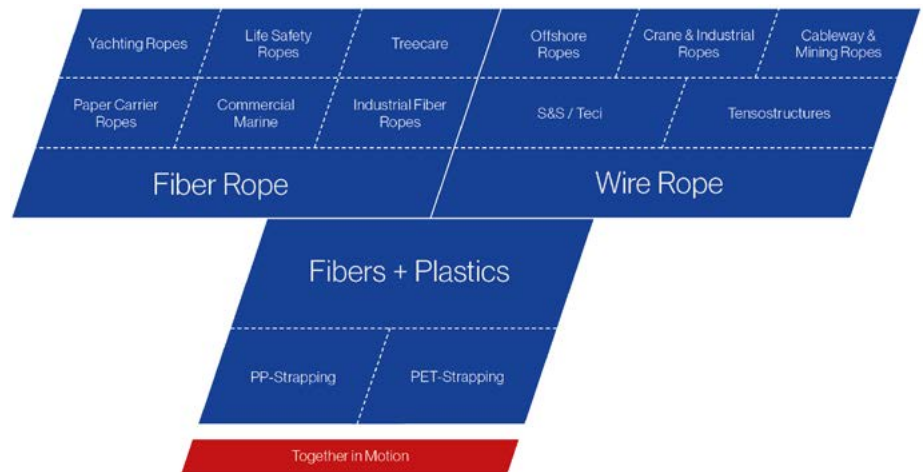 Yachting Ropes
Life Safety
Ropes
Treecare
Offshore
Ropes
Crane & Industrial
Ropes
Cableway &
Mining Ropes
Paper Carrier
Ropes
Commercial
Marine
Industrial Fiber
Ropes
S&S / Teci
Tensostructures
Fiber Rope
Wire Rope
Fibers + Plastics
PP-Strapping
PET-Strapping
Together in Motion